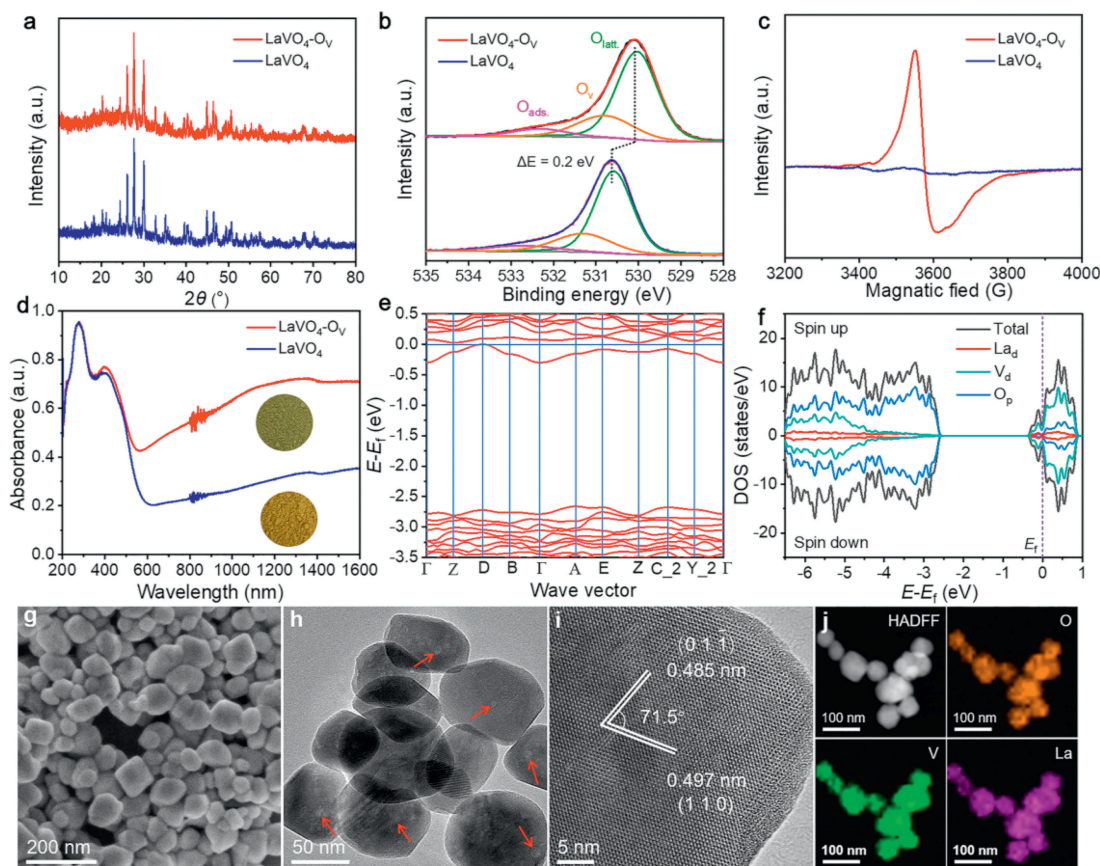 a
LaVO4-OV
LaVO4
Intensity (a.u.)
10 20 30 40 50 60 70 80
2θ (°)
b
LaVO4-OV
LaVO4
Olatt.
OV
Oads.
ΔE = 0.2 eV
Intensity (a.u.)
535 534 533 532 531 530 529 528
Binding energy (eV)
c
LaVO4-OV
LaVO4
Intensity (a.u.)
3200 3400 3600 3800 4000
Magnatic fied (G)
d
LaVO4-OV
LaVO4
Absorbance (a.u.)
1.0
0.8
0.6
0.4
0.2
0.0
200 400 600 800 1000 1200 1400 1600
Wavelength (nm)
e
E-Ef (eV)
0.5
0.0
-0.5
-1.0
-1.5
-2.0
-2.5
-3.0
-3.5
Γ Z D B Γ A E Z C_2 Y_2 Γ
Wave vector
f
Spin up
Total
Lad
Vd
Op
DOS (states/eV)
20
10
0
-10
-20
Ef
Spin down
-6 -5 -4 -3 -2 -1 0 1
E-Ef (eV)
g
200 nm
h
50 nm
i
(0 1 1̄)
0.485 nm
71.5°
0.497 nm
(1 1 0)
5 nm
j
HADFF
100 nm
O
100 nm
V
100 nm
La
100 nm